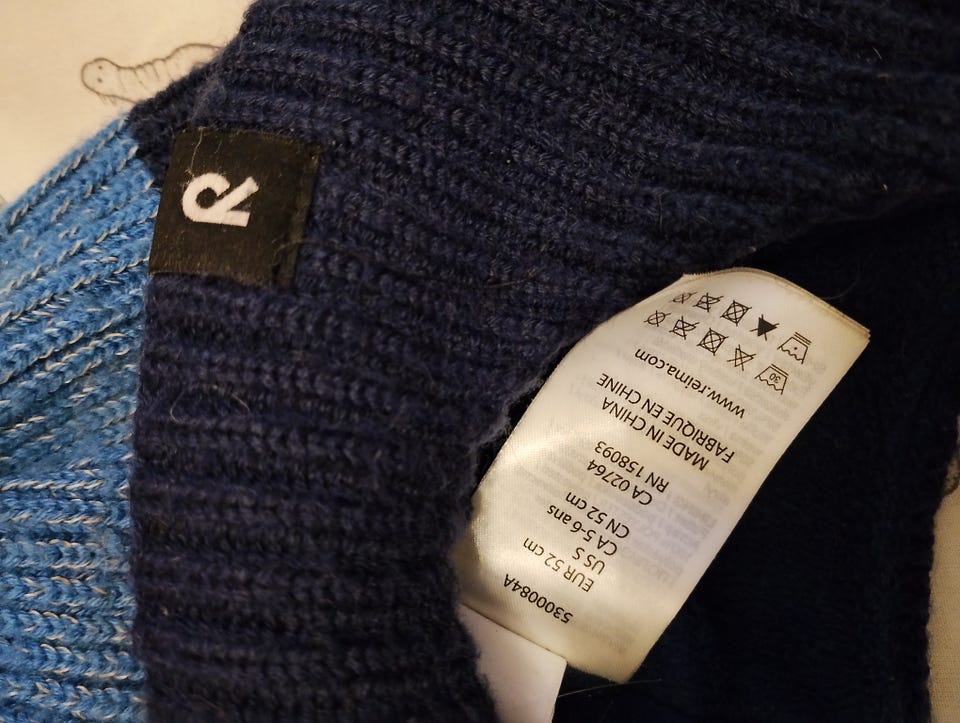 5300084A
EUR 52 cm
US S
CA 5-6 ans
CN 52 cm
CA 02764
RN 158093
MADE IN CHINA
FABRIQUE EN CHINE
www.reima.com
30